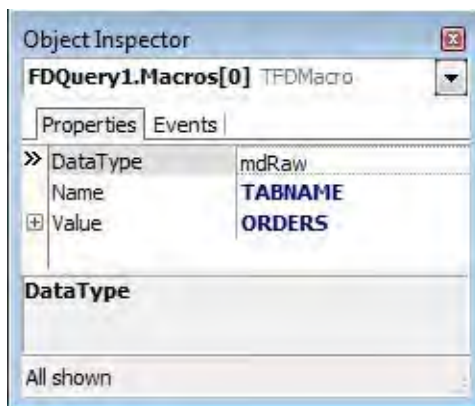 Object Inspector
FDQuery1.Macros[0] TFDMacro
Properties Events
DataType mdRaw
Name TABNAME
Value ORDERS
DataType
All shown